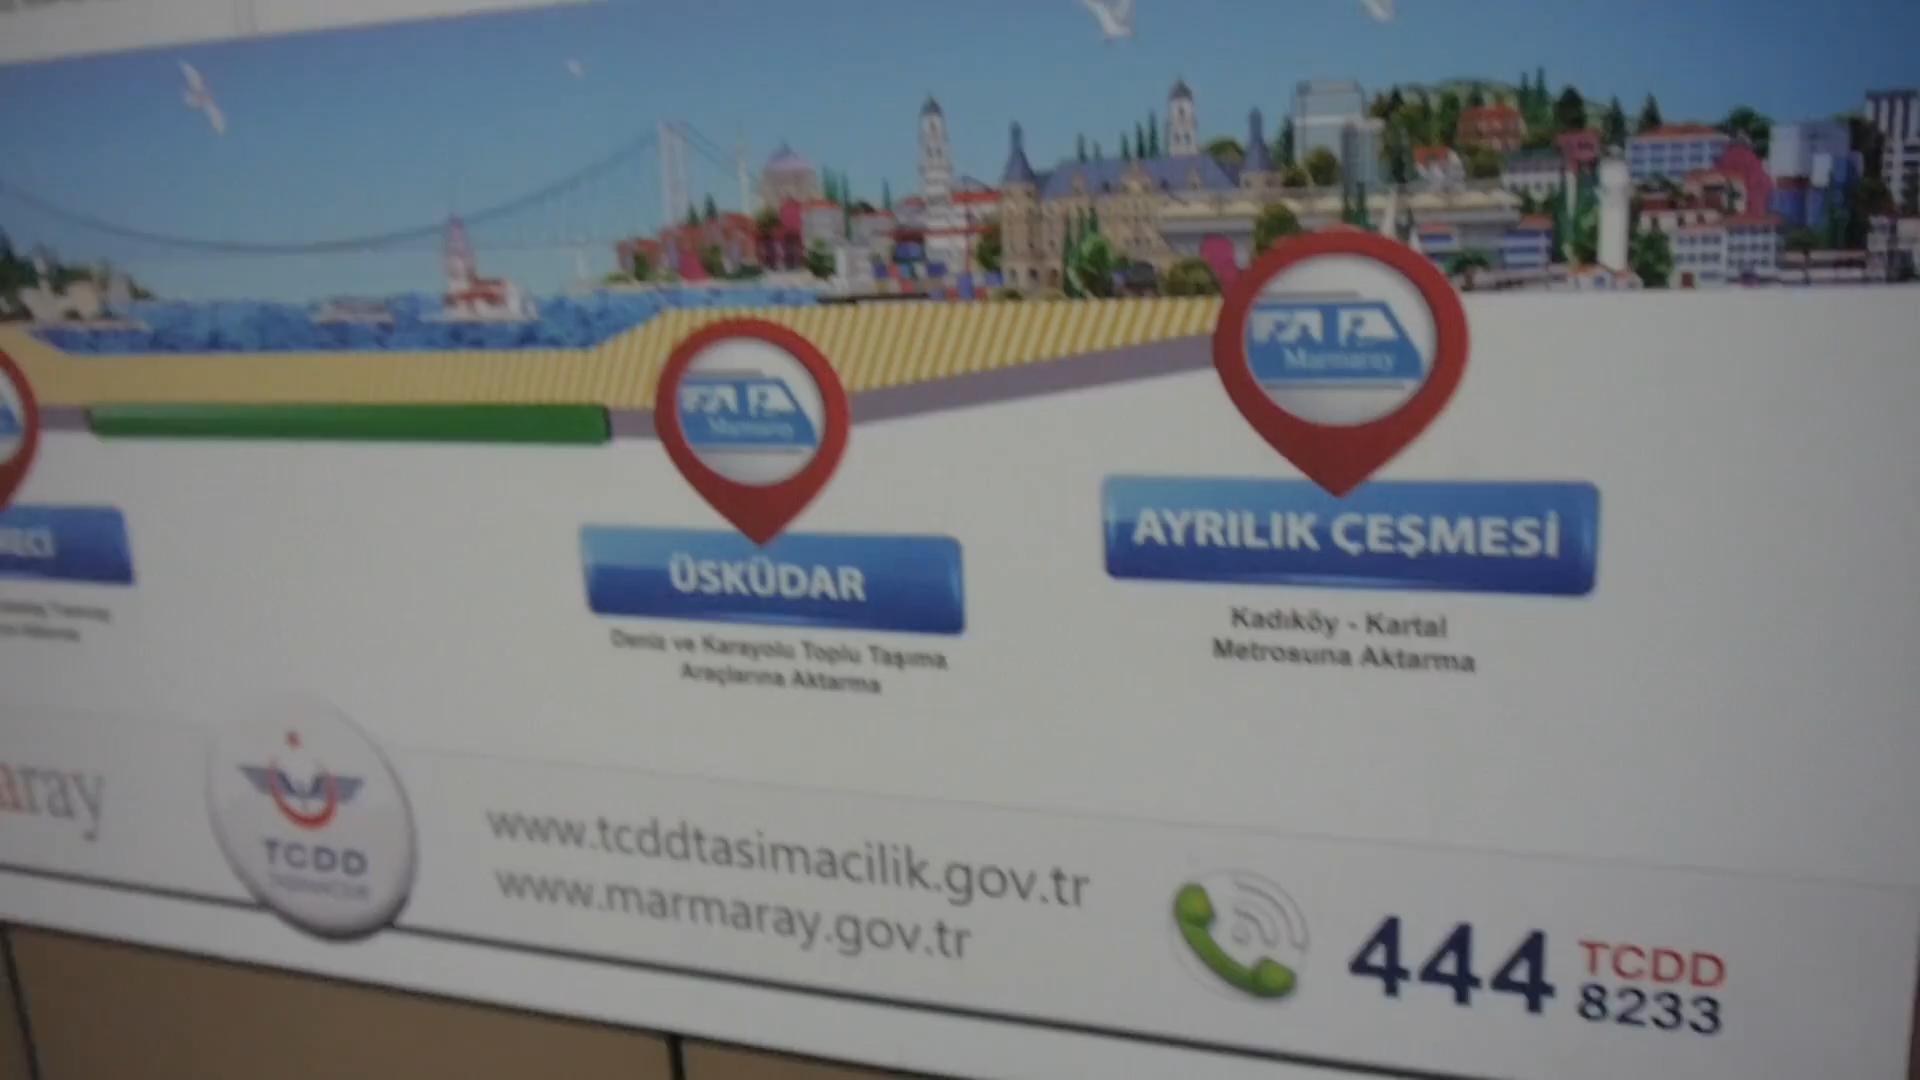 Marmaray
Marmaray
ÜSKÜDAR
Deniz ve Karayolu Toplu Taşıma
Araçlarına Aktarma
AYRILIK ÇEŞMESİ
Kadıköy - Kartal
Metrosuna Aktarma
aray
TCDD
www.tcddtasimacilik.gov.tr
www.marmaray.gov.tr
444 TCDD
8233